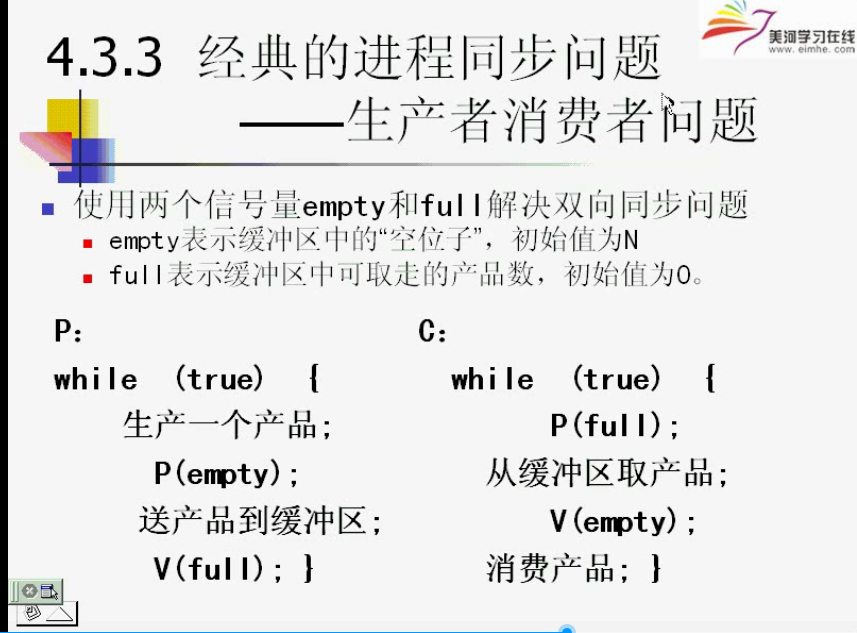 美河学习在线
www.eimhe.com
4.3.3 经典的进程同步问题
——生产者消费者问题
使用两个信号量empty和full解决双向同步问题
empty表示缓冲区中的“空位子”，初始值为N
full表示缓冲区中可取走的产品数，初始值为0。
P：
while (true) {
生产一个产品;
P(empty);
送产品到缓冲区;
V(full); }
C：
while (true) {
P(full);
从缓冲区取产品;
V(empty);
消费产品; }